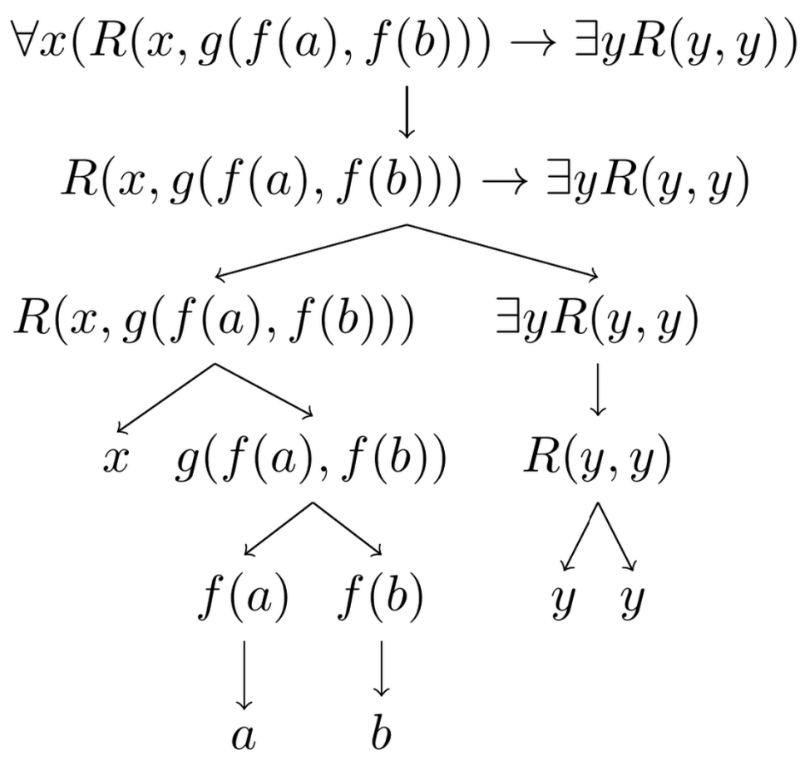 ∀x(R(x, g(f(a), f(b))) → ∃yR(y, y))
R(x, g(f(a), f(b))) → ∃yR(y, y)
R(x, g(f(a), f(b))) ∃yR(y, y)
x g(f(a), f(b)) R(y, y)
f(a) f(b) y y
a b